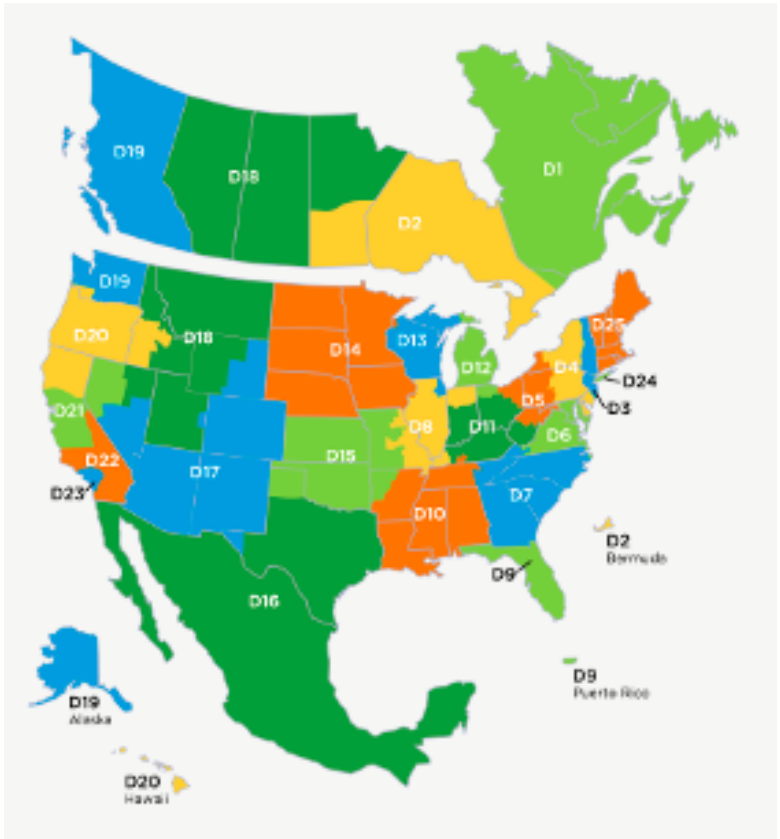 D19
D18
D1
D2
D19
D20
D18
D14
D13
D12
D25
D4
D24
D3
D5
D21
D8
D11
D6
D15
D22
D17
D23
D10
D7
D2
Bermuda
D9
D16
D9
Puerto Rico
D19
Alaska
D20
Hawaii